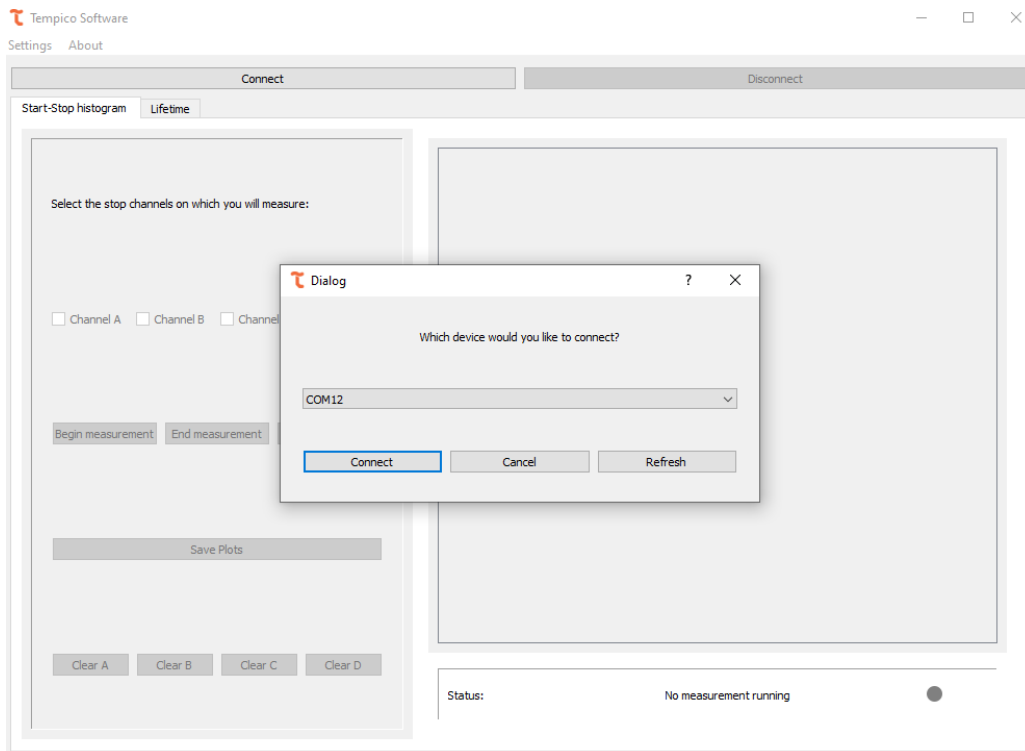 Tempico Software
Settings About
Connect Disconnect
Start-Stop histogram Lifetime
Select the stop channels on which you will measure:
Channel A Channel B Channel
Begin measurement End measurement
Save Plots
Clear A Clear B Clear C Clear D
Dialog ?
Which device would you like to connect?
COM12
Connect Cancel Refresh
Status: No measurement running